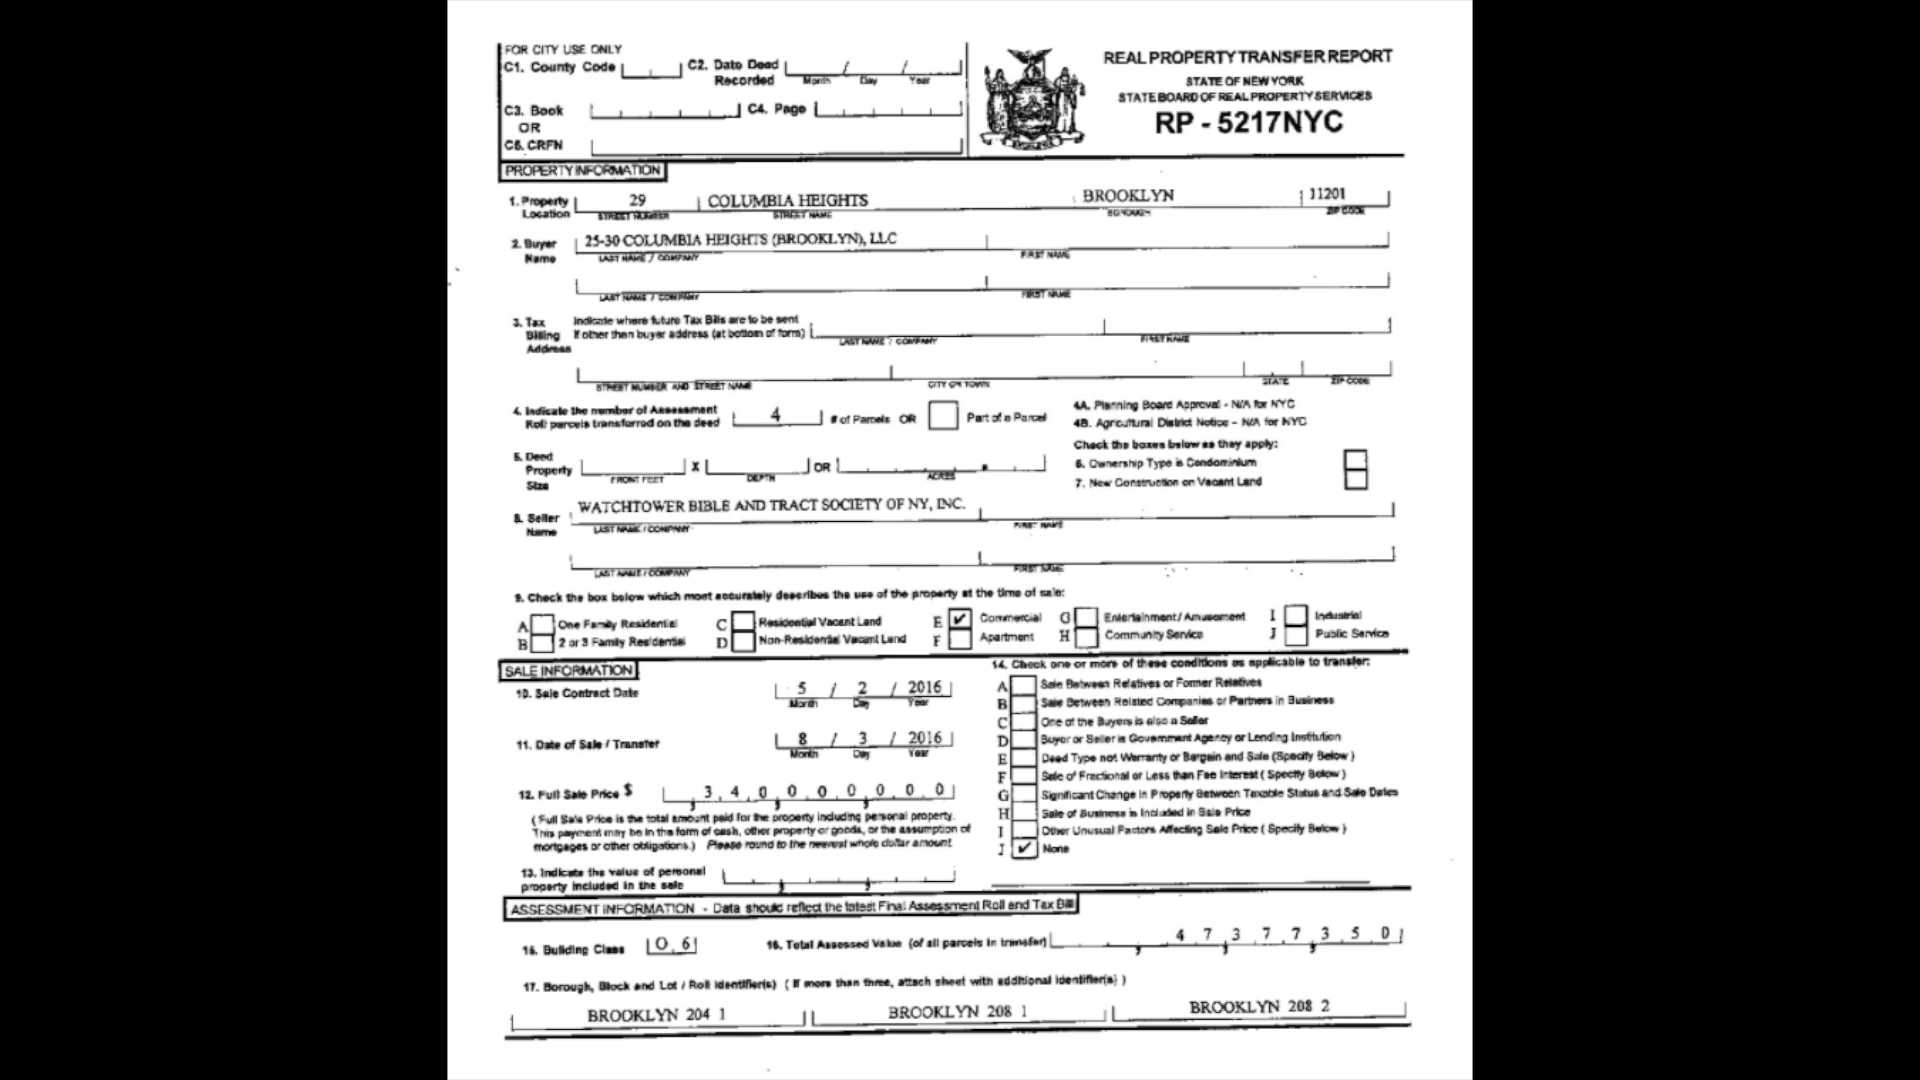 FOR CITY USE ONLY
C1. County Code
C2. Date Deed Recorded
Month / Day / Year
C3. Book
C4. Page
OR
C5. CRFN
REAL PROPERTY TRANSFER REPORT
STATE OF NEW YORK
STATE BOARD OF REAL PROPERTY SERVICES
RP - 5217NYC
PROPERTY INFORMATION
1. Property Location
29 COLUMBIA HEIGHTS BROOKLYN 11201
STREET NUMBER STREET NAME BOROUGH ZIP CODE
2. Buyer Name
25-30 COLUMBIA HEIGHTS (BROOKLYN), LLC
LAST NAME / COMPANY FIRST NAME
LAST NAME / COMPANY FIRST NAME
3. Tax Billing Address
Indicate where future Tax Bills are to be sent
if other than buyer address (at bottom of form)
LAST NAME / COMPANY FIRST NAME
STREET NUMBER AND STREET NAME CITY OR TOWN STATE ZIP CODE
4. Indicate the number of Assessment
Roll parcels transferred on the deed
4 # of Parcels OR Part of a Parcel
4A. Planning Board Approval - N/A for NYC
4B. Agricultural District Notice - N/A for NYC
Check the boxes below as they apply:
6. Ownership Type is Condominium
7. New Construction on Vacant Land
5. Deed Property Size
X OR
FRONT FEET DEPTH ACRES
8. Seller Name
WATCHTOWER BIBLE AND TRACT SOCIETY OF NY, INC.
LAST NAME / COMPANY FIRST NAME
LAST NAME / COMPANY FIRST NAME
9. Check the box below which most accurately describes the use of the property at the time of sale:
A One Family Residential C Residential Vacant Land E ✔ Commercial G Entertainment / Amusement I Industrial
B 2 or 3 Family Residential D Non-Residential Vacant Land F Apartment H Community Service J Public Service
SALE INFORMATION
10. Sale Contract Date
5 / 2 / 2016
Month Day Year
11. Date of Sale / Transfer
8 / 3 / 2016
Month Day Year
12. Full Sale Price $ , 3 4 0 , 0 0 0 , 0 0 0
( Full Sale Price is the total amount paid for the property including personal property.
This payment may be in the form of cash, other property or goods, or the assumption of
mortgages or other obligations.) Please round to the nearest whole dollar amount.
13. Indicate the value of personal
property included in the sale
14. Check one or more of these conditions as applicable to transfer:
A Sale Between Relatives or Former Relatives
B Sale Between Related Companies or Partners in Business
C One of the Buyers is also a Seller
D Buyer or Seller is Government Agency or Lending Institution
E Deed Type not Warranty or Bargain and Sale (Specify Below )
F Sale of Fractional or Less than Fee Interest ( Specify Below )
G Significant Change in Property Between Taxable Status and Sale Dates
H Sale of Business is Included in Sale Price
I Other Unusual Factors Affecting Sale Price ( Specify Below )
J ✔ None
ASSESSMENT INFORMATION - Data should reflect the latest Final Assessment Roll and Tax Bill
15. Building Class O 6
16. Total Assessed Value (of all parcels in transfer) , 4 7 , 3 7 7 , 3 5 0
17. Borough, Block and Lot / Roll Identifier(s) ( If more than three, attach sheet with additional Identifier(s) )
BROOKLYN 204 1 BROOKLYN 208 1 BROOKLYN 208 2